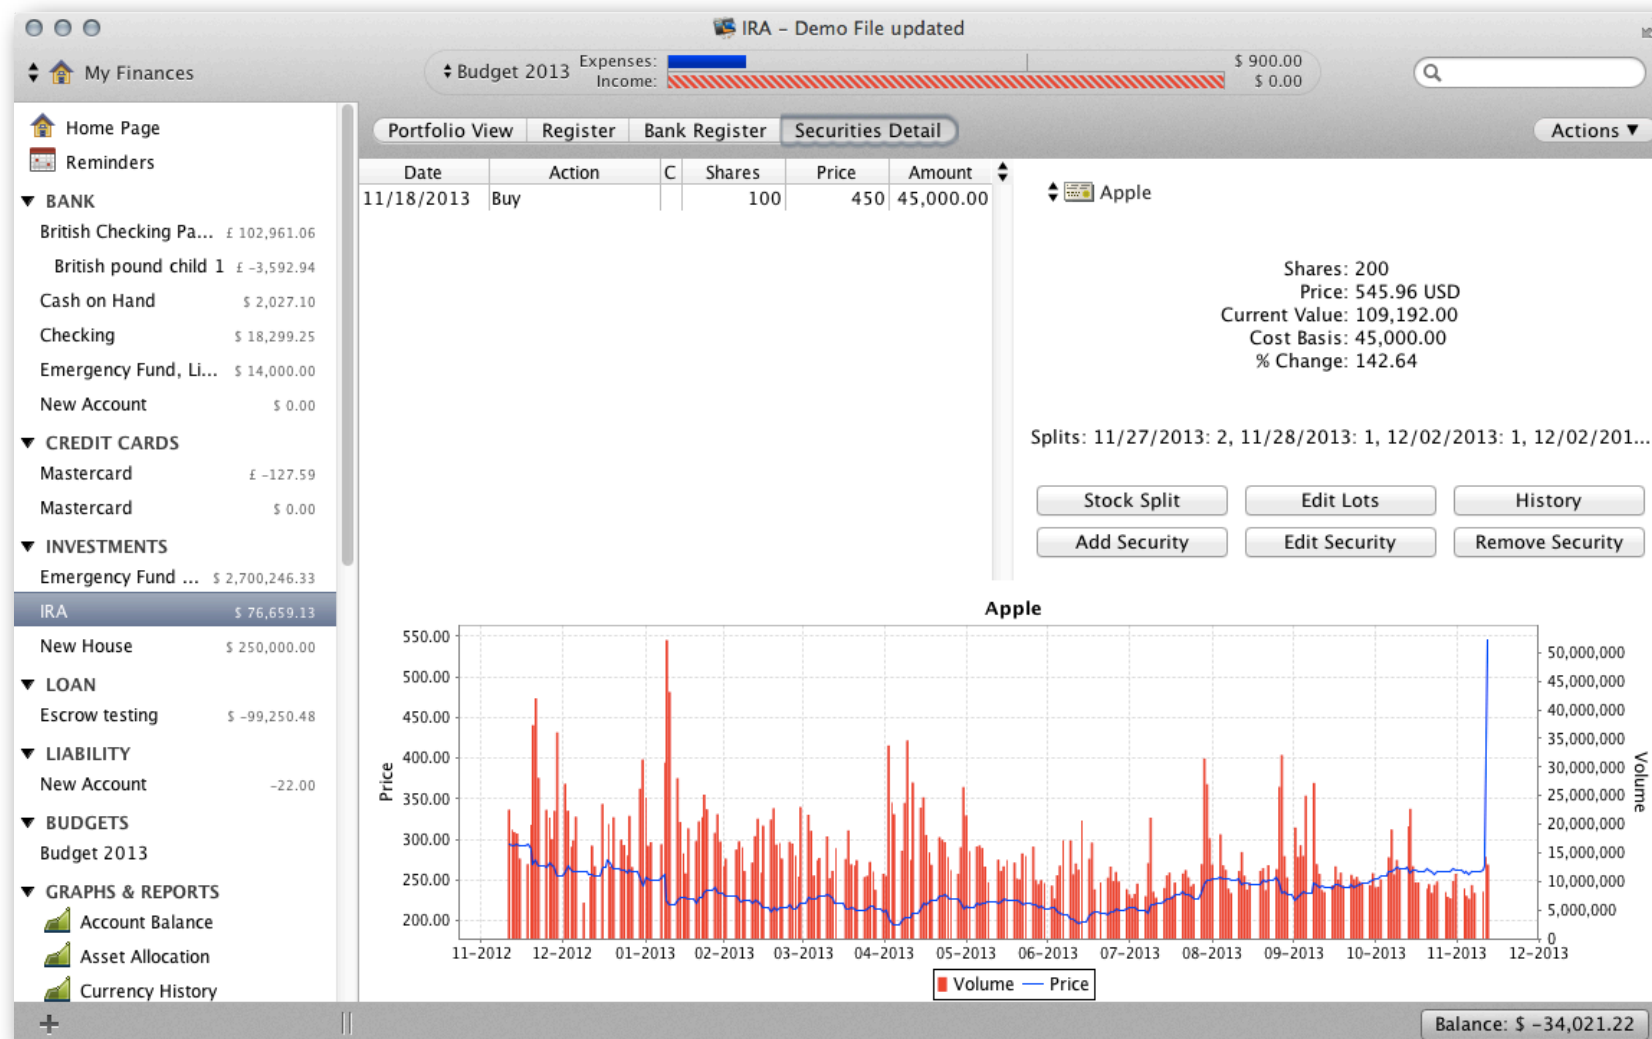 IRA – Demo File updated
My Finances
Budget 2013
Expenses: $ 900.00
Income: $ 0.00
Home Page
Reminders
BANK
British Checking Pa... £ 102,961.06
British pound child 1 £ -3,592.94
Cash on Hand $ 2,027.10
Checking $ 18,299.25
Emergency Fund, Li... $ 14,000.00
New Account $ 0.00
CREDIT CARDS
Mastercard £ -127.59
Mastercard $ 0.00
INVESTMENTS
Emergency Fund ... $ 2,700,246.33
IRA $ 76,659.13
New House $ 250,000.00
LOAN
Escrow testing $ -99,250.48
LIABILITY
New Account -22.00
BUDGETS
Budget 2013
GRAPHS & REPORTS
Account Balance
Asset Allocation
Currency History
Portfolio View Register Bank Register Securities Detail Actions
Date Action C Shares Price Amount
11/18/2013 Buy 100 450 45,000.00
Apple
Shares: 200
Price: 545.96 USD
Current Value: 109,192.00
Cost Basis: 45,000.00
% Change: 142.64
Splits: 11/27/2013: 2, 11/28/2013: 1, 12/02/2013: 1, 12/02/201...
Stock Split Edit Lots History
Add Security Edit Security Remove Security
Apple
Price
550.00
500.00
450.00
400.00
350.00
300.00
250.00
200.00
50,000,000
45,000,000
40,000,000
35,000,000
30,000,000
25,000,000
20,000,000
15,000,000
10,000,000
5,000,000
0
Volume
11-2012 12-2012 01-2013 02-2013 03-2013 04-2013 05-2013 06-2013 07-2013 08-2013 09-2013 10-2013 11-2013 12-2013
Volume Price
Balance: $ -34,021.22